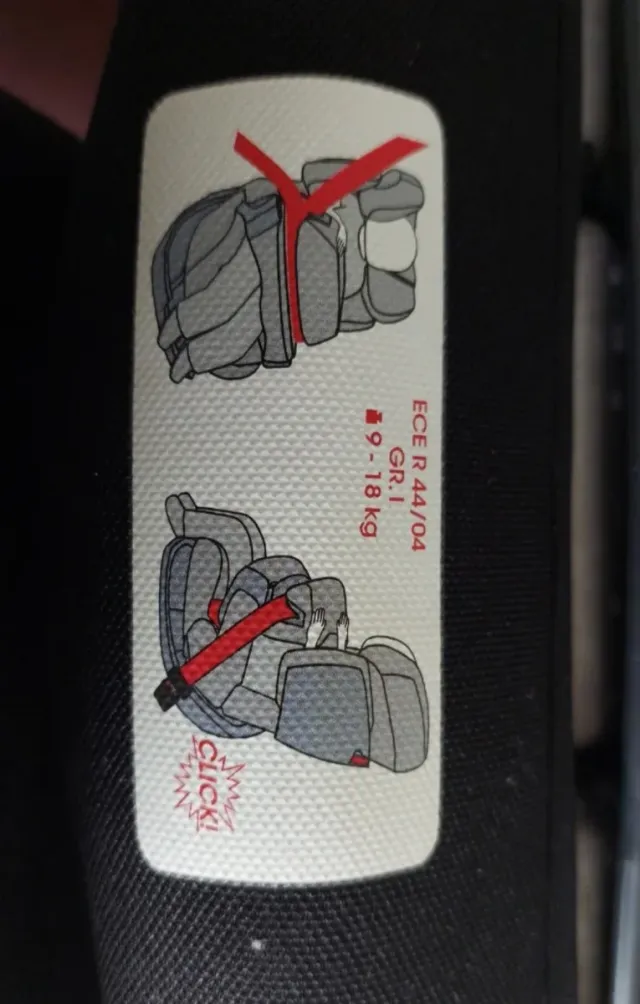 ECE R 44/04
GR. I
9 - 18 kg
CLICK!